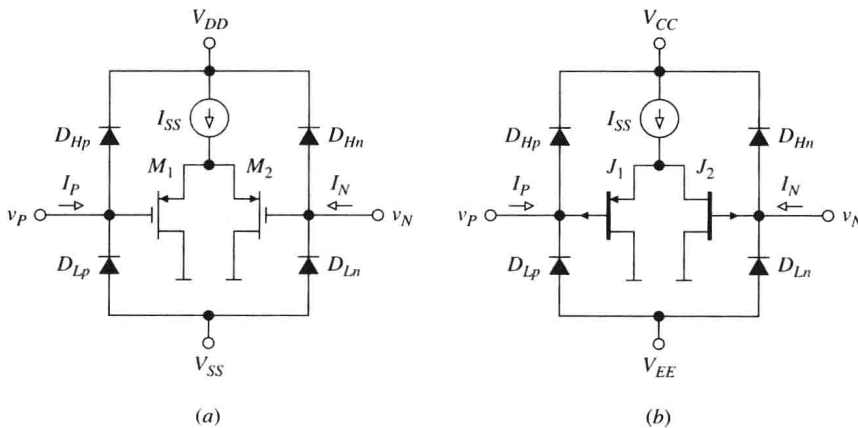 V_DD
V_CC
I_SS
I_SS
D_Hp
D_Hn
D_Hp
D_Hn
M_1
M_2
J_1
J_2
I_P
I_N
I_P
I_N
v_P
v_N
v_P
v_N
D_Lp
D_Ln
D_Lp
D_Ln
V_SS
V_EE
(a)
(b)